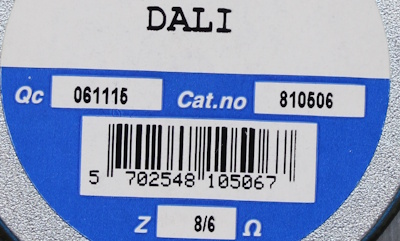 DALI
Qc 061115 Cat.no 810506
5 702548 105067
Z 8/6 Ω